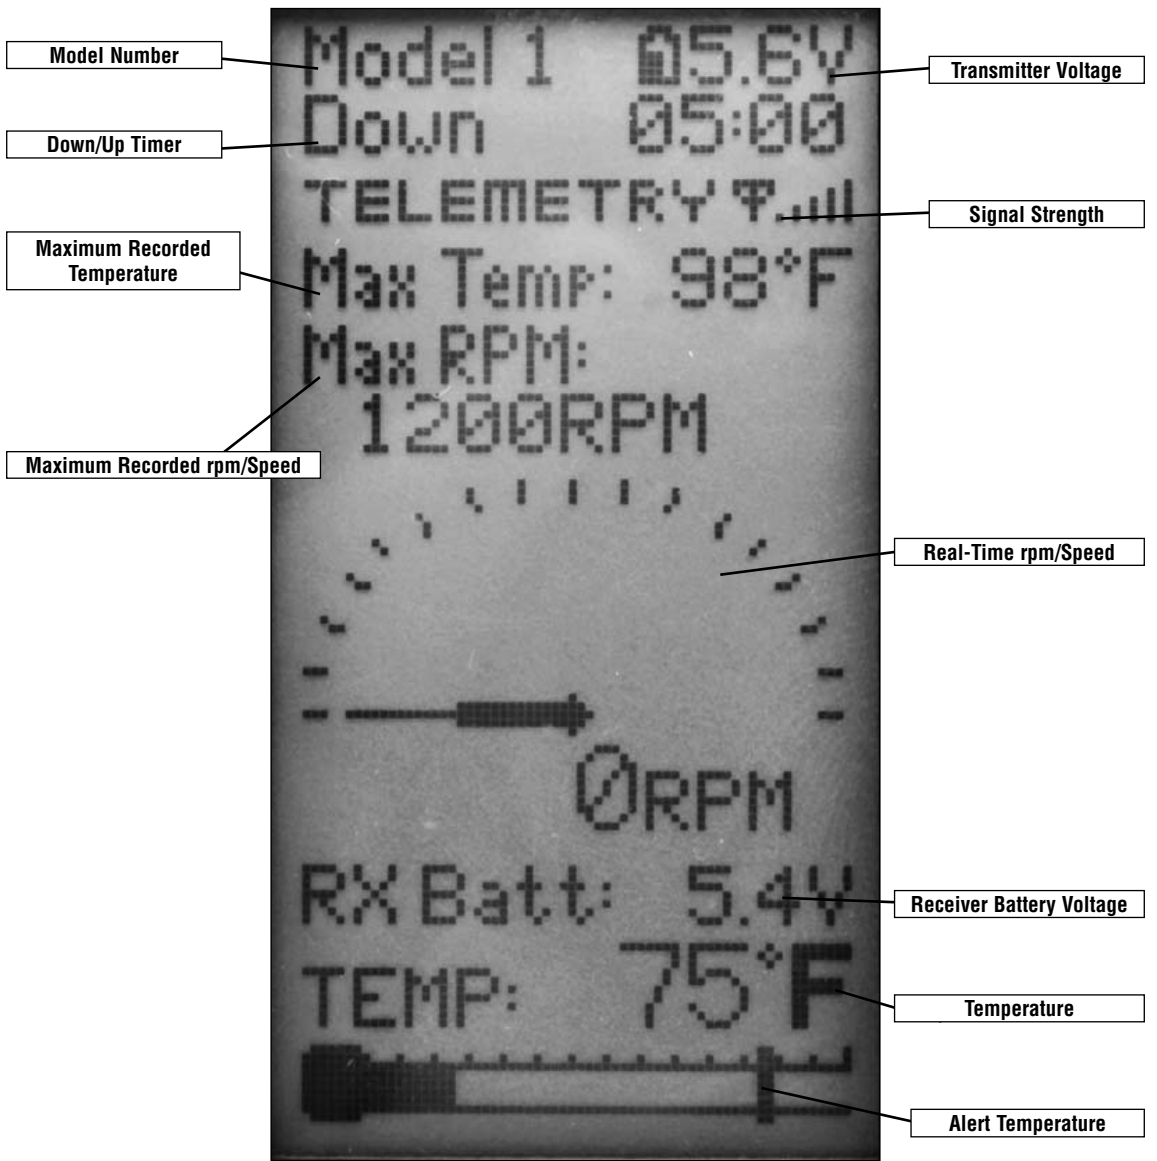 Model Number
Model 1 5.6V
Transmitter Voltage
Down/Up Timer
Down 05:00
TELEMETRY
Signal Strength
Maximum Recorded
Temperature
Max Temp: 98°F
Max RPM:
1200RPM
Maximum Recorded rpm/Speed
Real-Time rpm/Speed
0RPM
RX Batt: 5.4V
Receiver Battery Voltage
TEMP: 75°F
Temperature
Alert Temperature